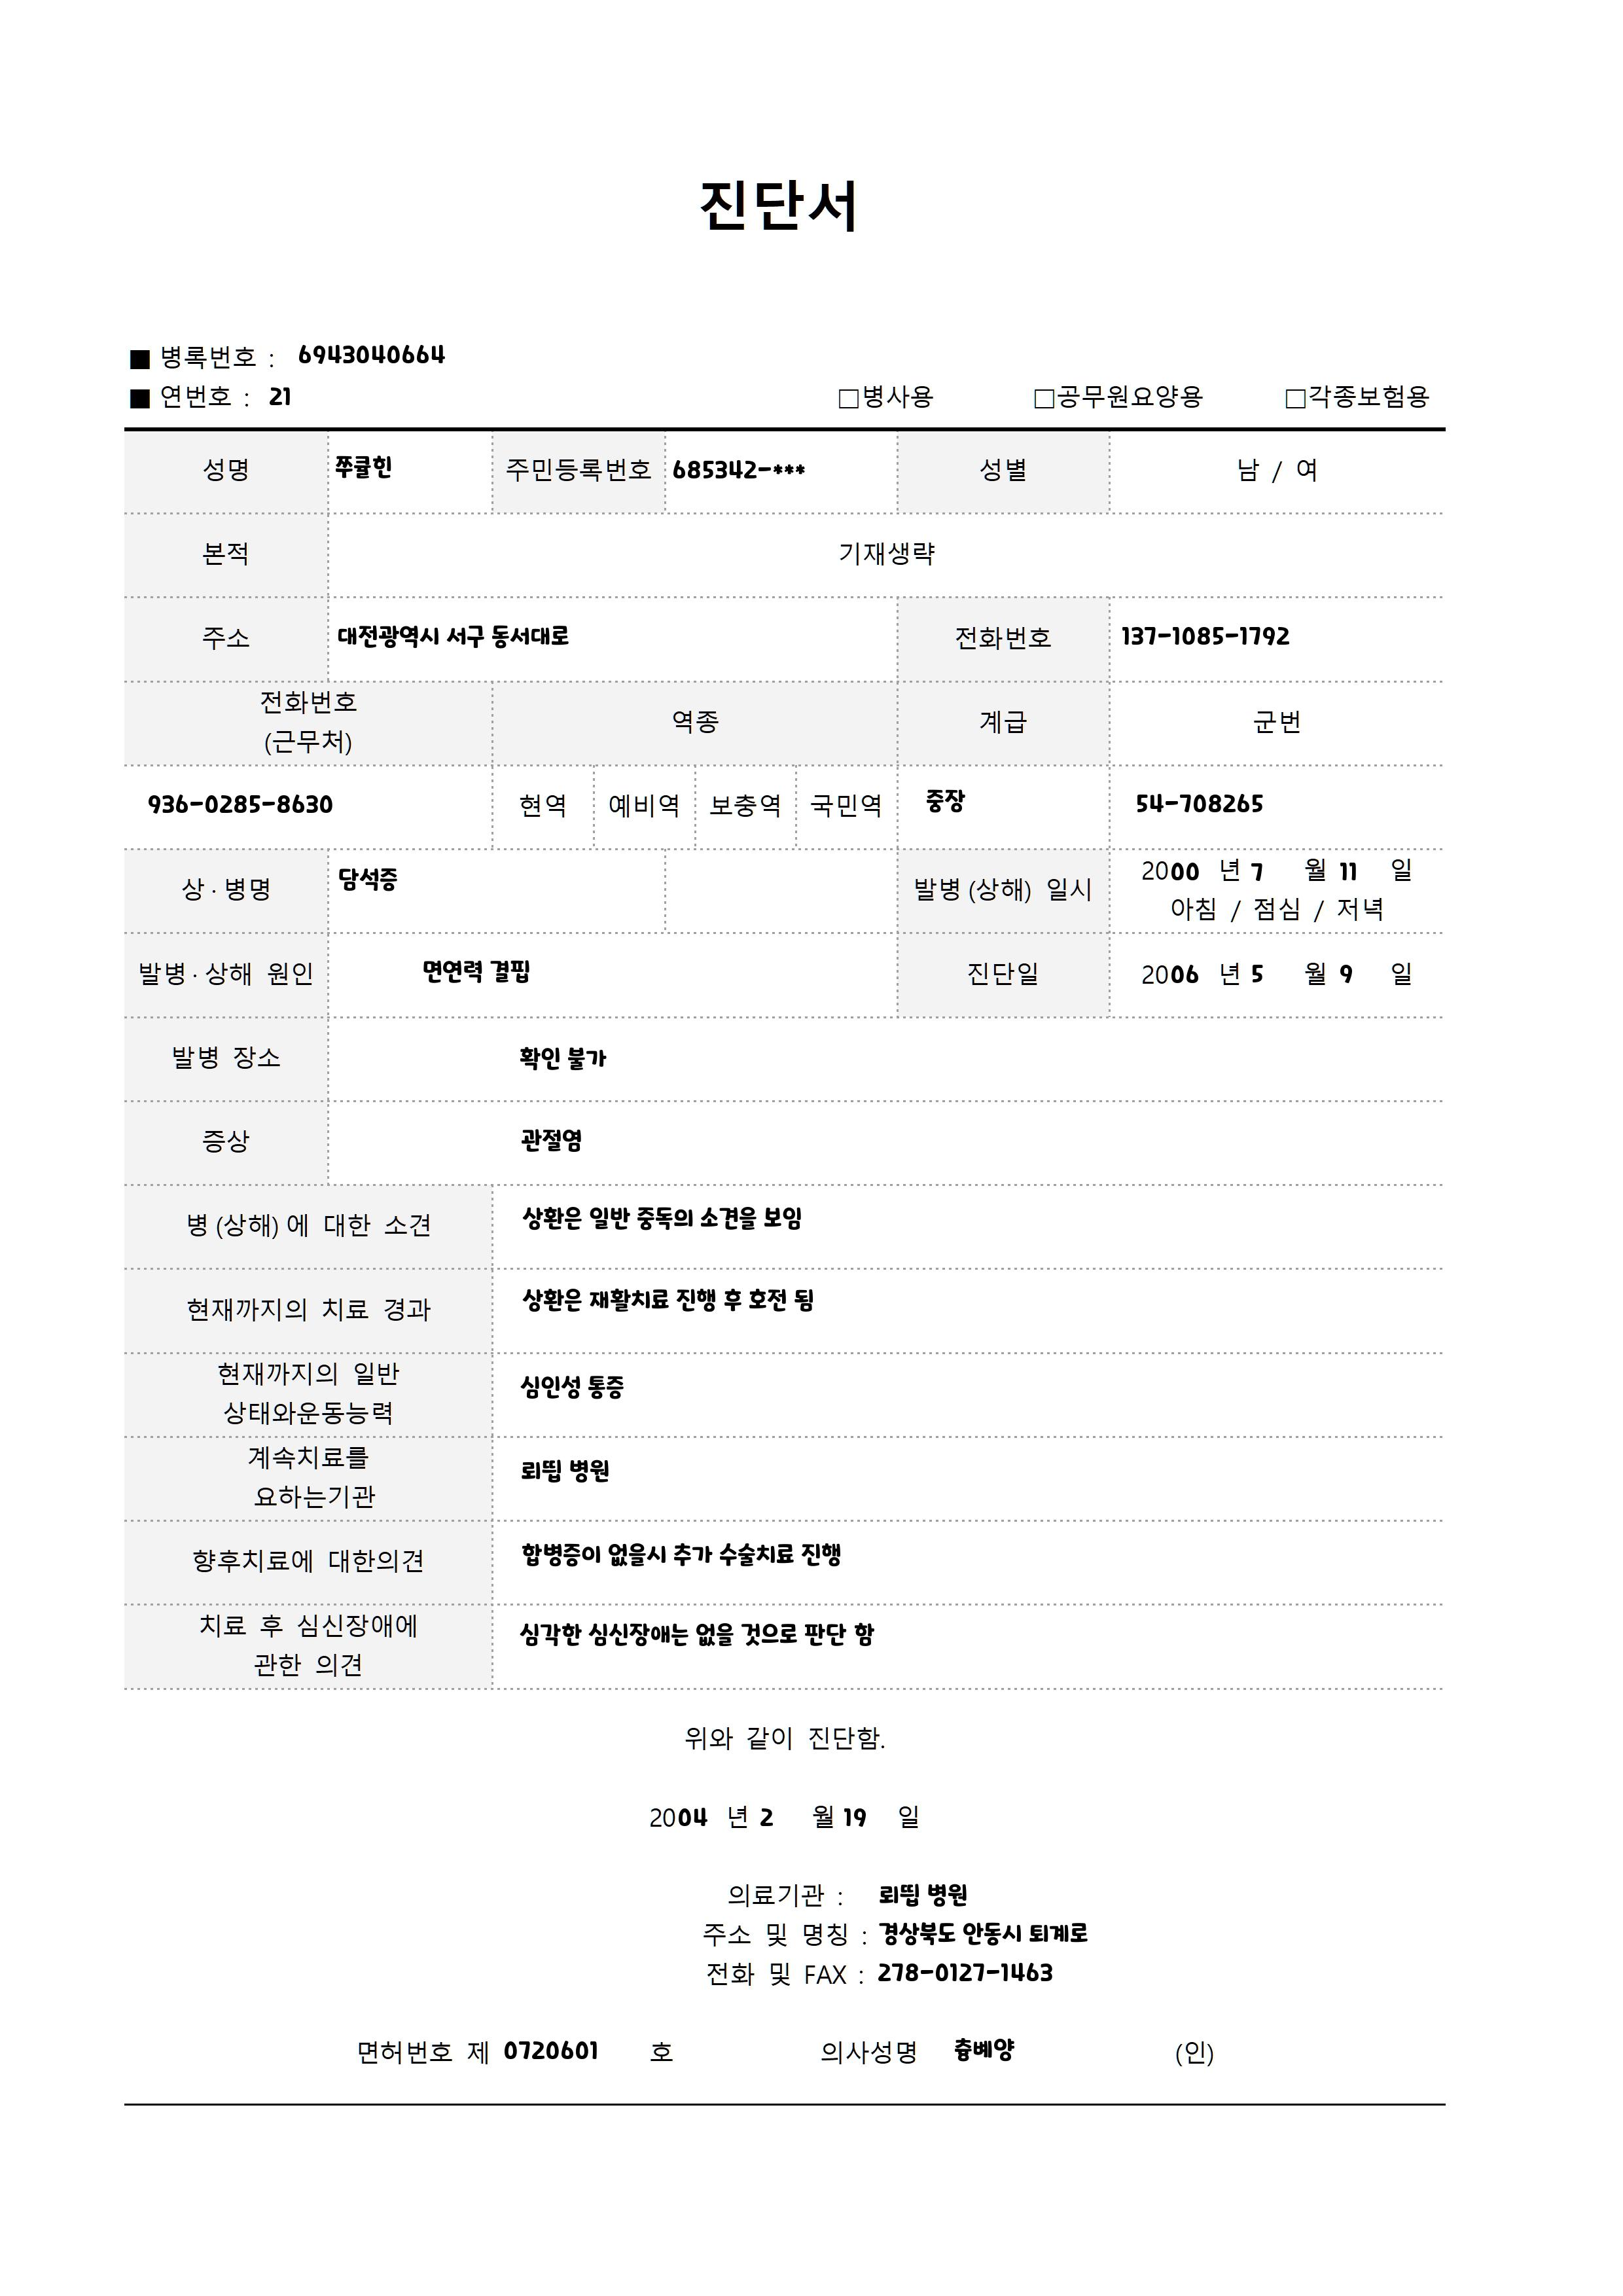 진단서
■ 병록번호 : 6943040664
■ 연번호 : 21 □병사용 □공무원요양용 □각종보험용
성명 쭈귤힌 주민등록번호 685342-*** 성별 남 / 여
본적 기재생략
주소 대전광역시 서구 동서대로 전화번호 137-1085-1792
전화번호
(근무처) 역종 계급 군번
936-0285-8630 현역 예비역 보충역 국민역 중장 54-708265
상·병명 담석증 발병(상해) 일시 2000 년 7 월 11 일
아침 / 점심 / 저녁
발병·상해 원인 면연력 결핍 진단일 2006 년 5 월 9 일
발병 장소 확인 불가
증상 관절염
병(상해)에 대한 소견 상환은 일반 중독의 소견을 보임
현재까지의 치료 경과 상환은 재활치료 진행 후 호전 됨
현재까지의 일반
상태와운동능력 심인성 통증
계속치료를
요하는기관 뢰띕 병원
향후치료에 대한의견 합병증이 없을시 추가 수술치료 진행
치료 후 심신장애에
관한 의견 심각한 심신장애는 없을 것으로 판단 함
위와 같이 진단함.
2004 년 2 월 19 일
의료기관 : 뢰띕 병원
주소 및 명칭 : 경상북도 안동시 퇴계로
전화 및 FAX : 278-0127-1463
면허번호 제 0720601 호 의사성명 츙뻬양 (인)